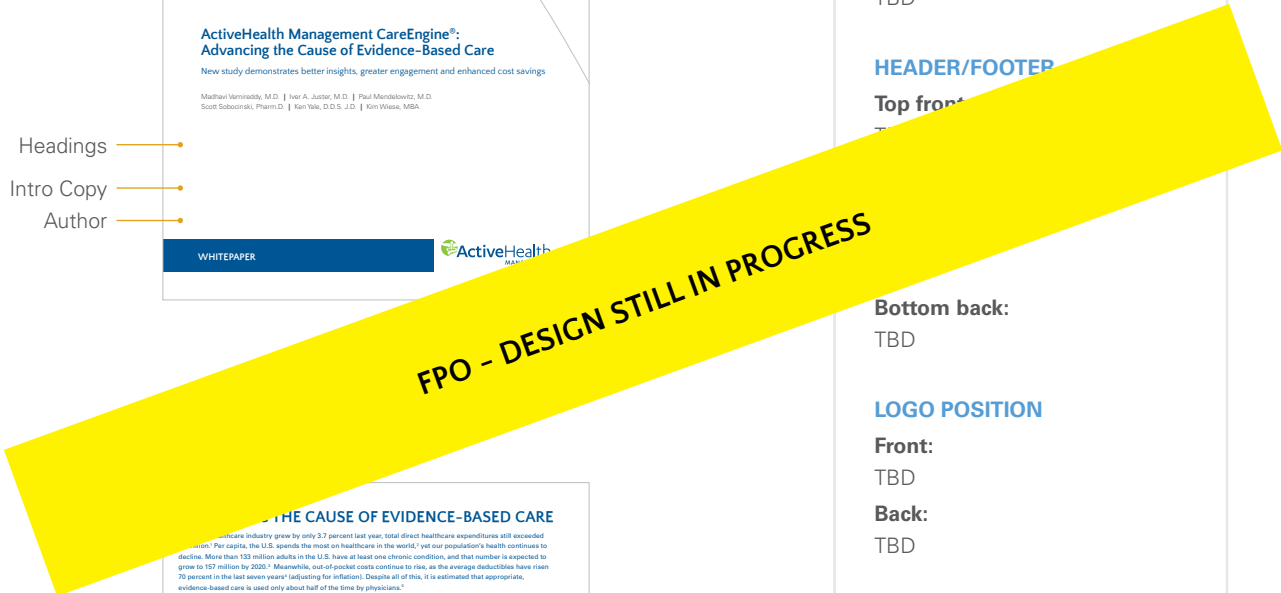 ActiveHealth Management CareEngine®:
Advancing the Cause of Evidence-Based Care
New study demonstrates better insights, greater engagement and enhanced cost savings
Madhavi Vemireddy, M.D. | Iver A. Juster, M.D. | Paul Mendelowitz, M.D.
Scott Sobocinski, Pharm.D. | Ken Yale, D.D.S. J.D. | Kim Wiese, MBA
Headings
Intro Copy
Author
WHITEPAPER
ActiveHealth
FPO – DESIGN STILL IN PROGRESS
THE CAUSE OF EVIDENCE-BASED CARE
industry grew by only 3.7 percent last year, total direct healthcare expenditures still exceeded
Per capita, the U.S. spends the most on healthcare in the world,² yet our population's health continues to
decline. More than 133 million adults in the U.S. have at least one chronic condition, and that number is expected to
grow to 157 million by 2020.³ Meanwhile, out-of-pocket costs continue to rise, as the average deductibles have risen
70 percent in the last seven years⁴ (adjusting for inflation). Despite all of this, it is estimated that appropriate,
evidence-based care is used only about half of the time by physicians.⁵
TBD
HEADER/FOOTER
Top front
Bottom back:
TBD
LOGO POSITION
Front:
TBD
Back:
TBD